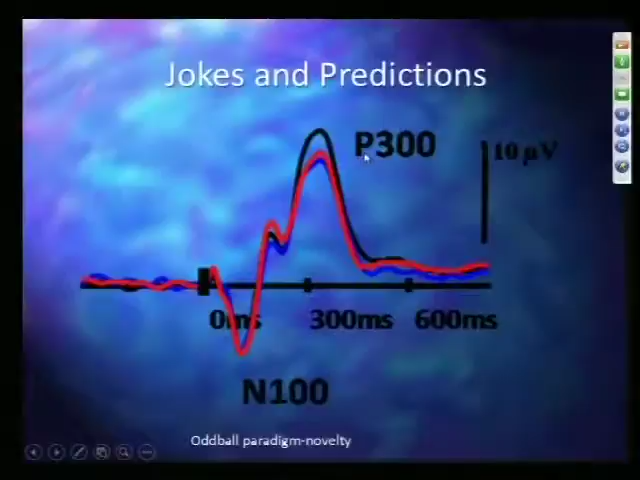 Jokes and Predictions
P300
10 µV
0ms
300ms
600ms
N100
Oddball paradigm-novelty